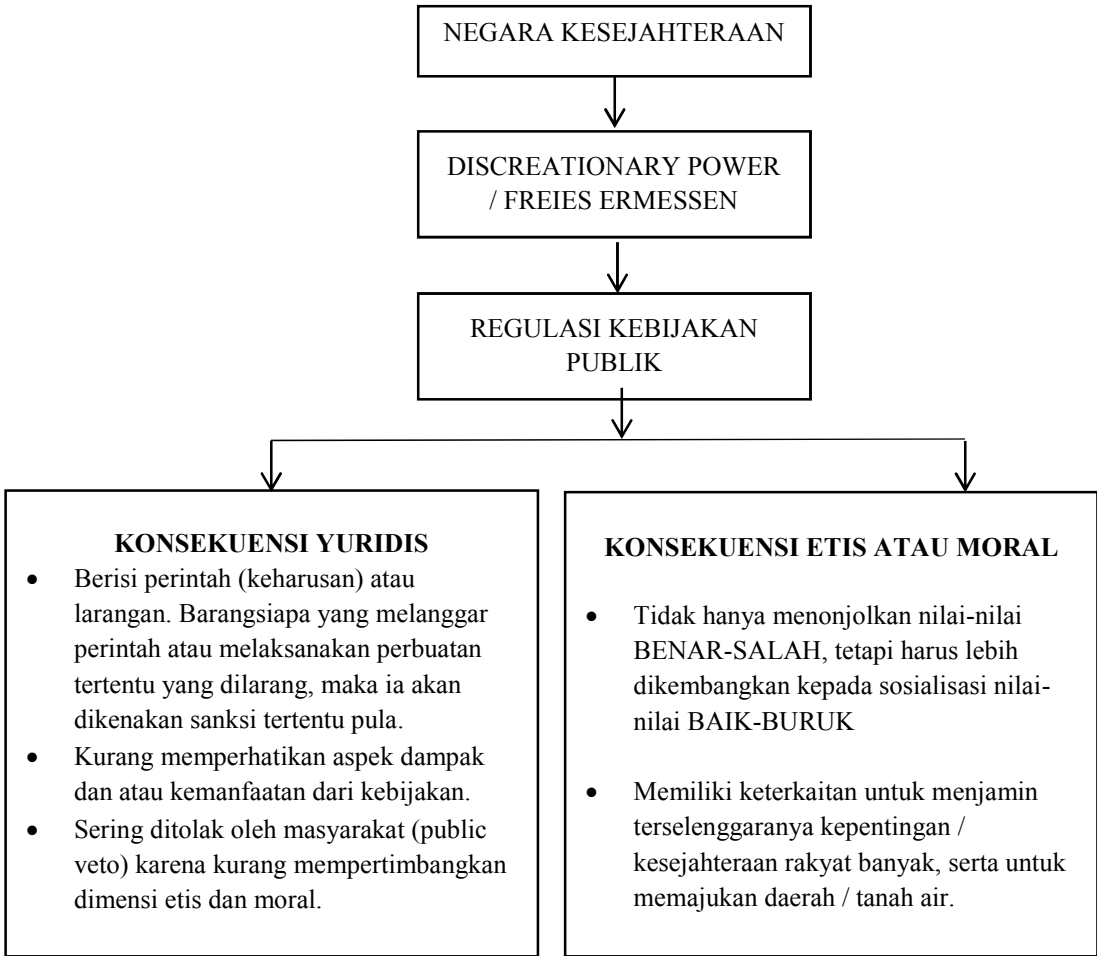 NEGARA KESEJAHTERAAN
DISCREATIONARY POWER
/ FREIES ERMESSEN
REGULASI KEBIJAKAN
PUBLIK
KONSEKUENSI YURIDIS
• Berisi perintah (keharusan) atau
larangan. Barangsiapa yang melanggar
perintah atau melaksanakan perbuatan
tertentu yang dilarang, maka ia akan
dikenakan sanksi tertentu pula.
• Kurang memperhatikan aspek dampak
dan atau kemanfaatan dari kebijakan.
• Sering ditolak oleh masyarakat (public
veto) karena kurang mempertimbangkan
dimensi etis dan moral.
KONSEKUENSI ETIS ATAU MORAL
• Tidak hanya menonjolkan nilai-nilai
BENAR-SALAH, tetapi harus lebih
dikembangkan kepada sosialisasi nilai-
nilai BAIK-BURUK
• Memiliki keterkaitan untuk menjamin
terselenggaranya kepentingan /
kesejahteraan rakyat banyak, serta untuk
memajukan daerah / tanah air.